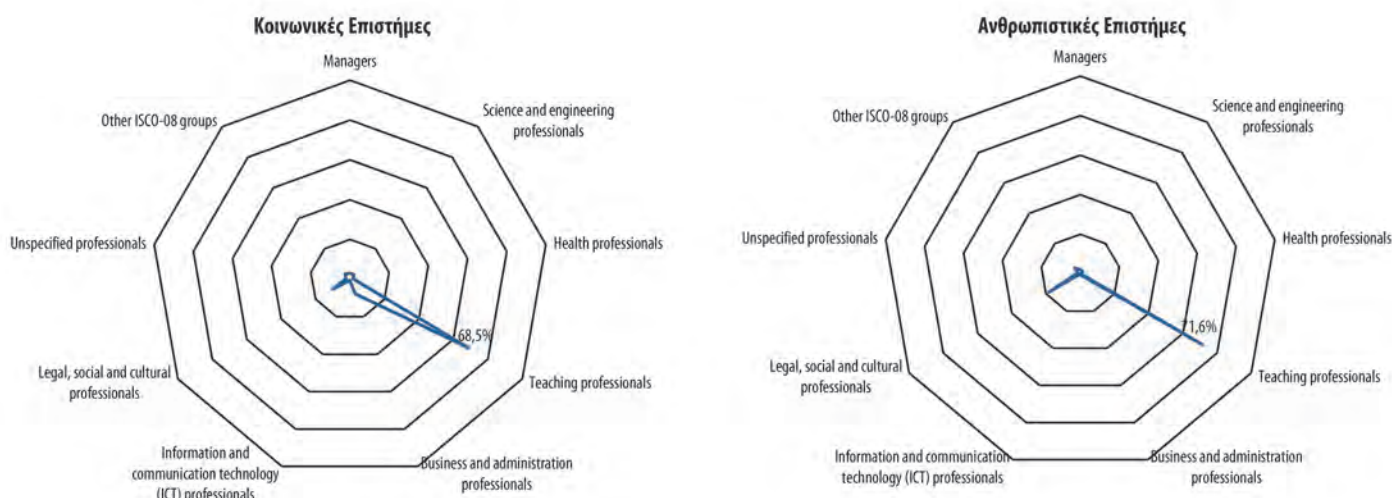 Κοινωνικές Επιστήμες
Managers
Science and engineering
professionals
Other ISCO-08 groups
Unspecified professionals
Health professionals
68,5%
Legal, social and cultural
professionals
Teaching professionals
Information and
communication technology
(ICT) professionals
Business and administration
professionals
Ανθρωπιστικές Επιστήμες
Managers
Science and engineering
professionals
Other ISCO-08 groups
Unspecified professionals
Health professionals
71,6%
Legal, social and cultural
professionals
Teaching professionals
Information and communication
technology (ICT) professionals
Business and administration
professionals